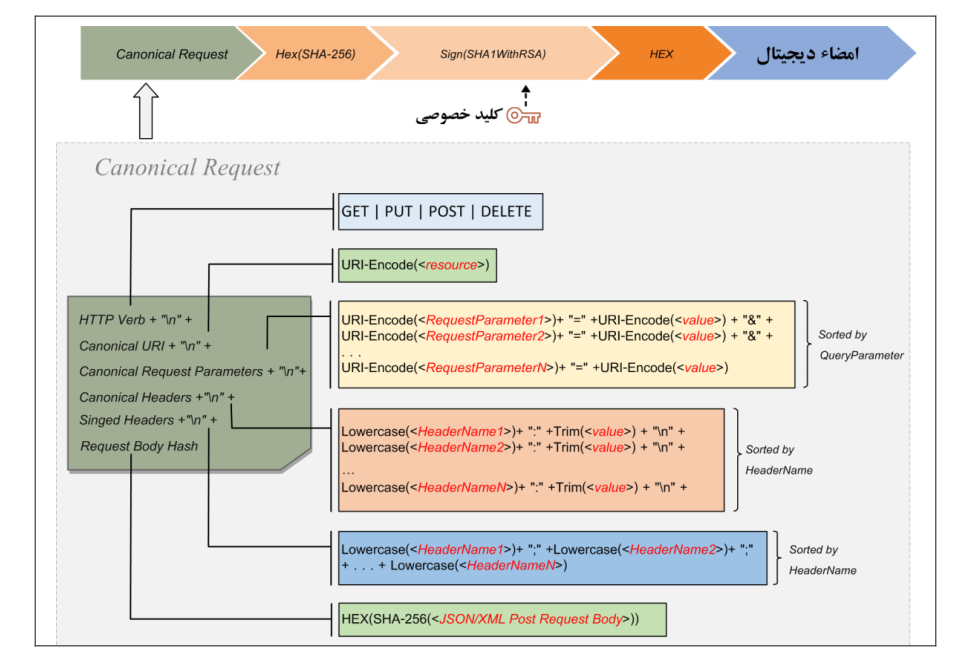 Canonical Request
Hex(SHA-256)
Sign(SHA1WithRSA)
HEX
امضاء دیجیتال
کلید خصوصی
Canonical Request
GET | PUT | POST | DELETE
URI-Encode(<resource>)
HTTP Verb + "\n" +
Canonical URI + "\n" +
Canonical Request Parameters + "\n"+
Canonical Headers +"\n" +
Singed Headers +"\n" +
Request Body Hash
URI-Encode(<RequestParameter1>)+ "=" +URI-Encode(<value>) + "&" +
URI-Encode(<RequestParameter2>)+ "=" +URI-Encode(<value>) + "&" +
. . .
URI-Encode(<RequestParameterN>)+ "=" +URI-Encode(<value>)
Sorted by
QueryParameter
Lowercase(<HeaderName1>)+ ":" +Trim(<value>) + "\n" +
Lowercase(<HeaderName2>)+ ":" +Trim(<value>) + "\n" +
...
Lowercase(<HeaderNameN>)+ ":" +Trim(<value>) + "\n" +
Sorted by
HeaderName
Lowercase(<HeaderName1>)+ ";" +Lowercase(<HeaderName2>)+ ";"
+ . . . + Lowercase(<HeaderNameN>)
Sorted by
HeaderName
HEX(SHA-256(<JSON/XML Post Request Body>))